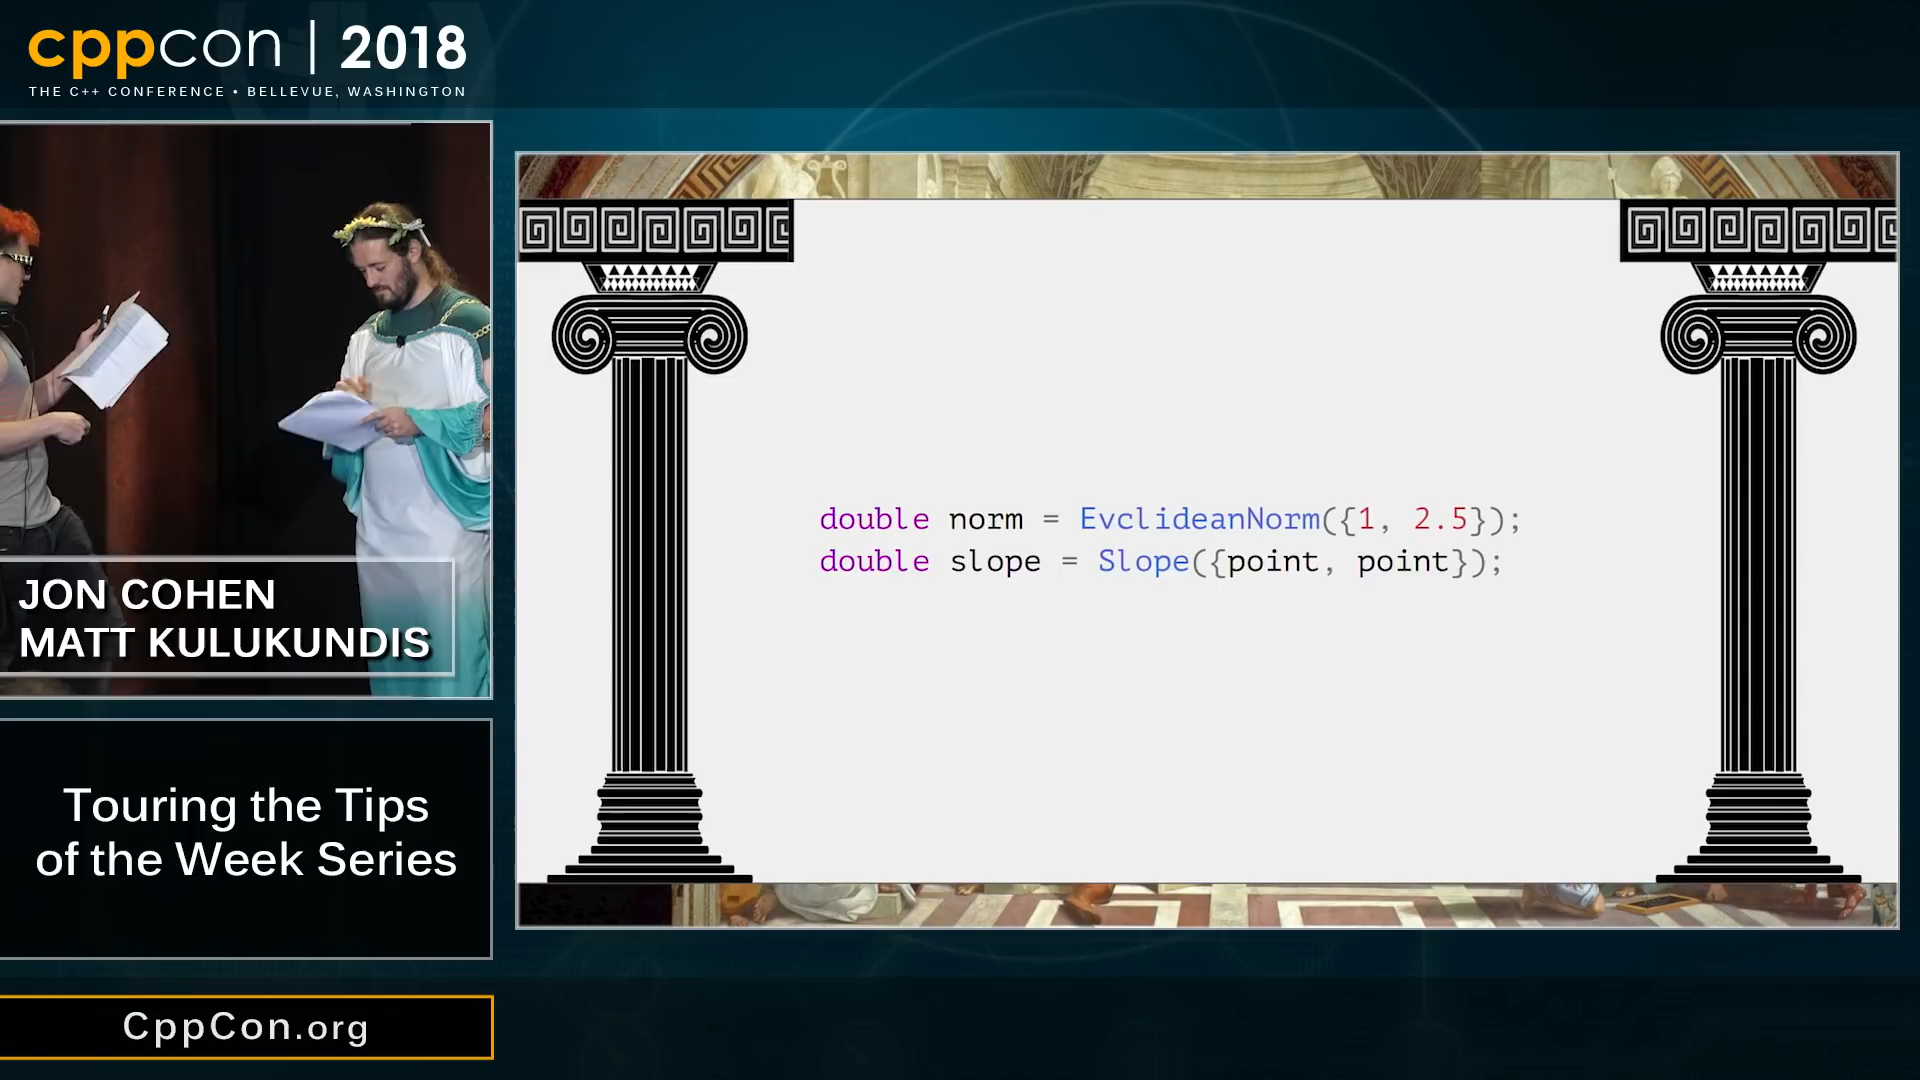 cppcon | 2018
THE C++ CONFERENCE • BELLEVUE, WASHINGTON
JON COHEN
MATT KULUKUNDIS
Touring the Tips
of the Week Series
CppCon.org
double norm = EvclideanNorm({1, 2.5});
double slope = Slope({point, point});